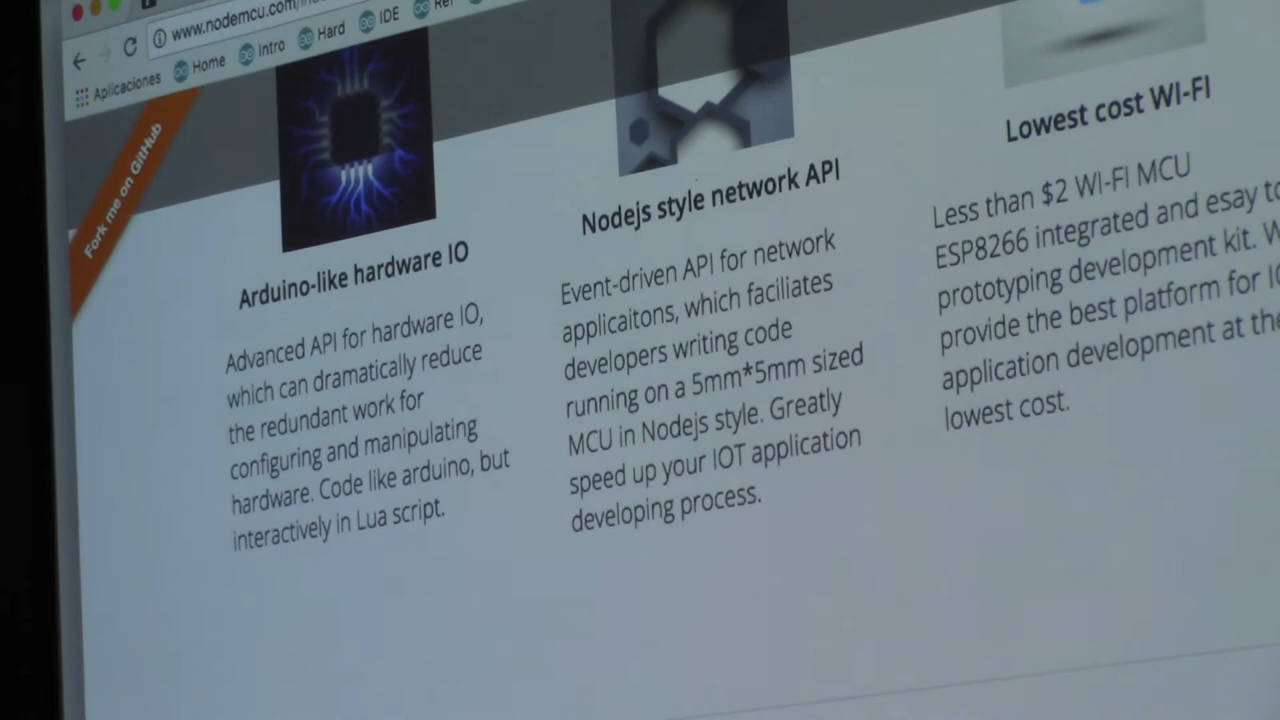 www.nodemcu.com/
Aplicaciones Home Intro Hard IDE
Fork me on GitHub
Arduino-like hardware IO
Advanced API for hardware IO,
which can dramatically reduce
the redundant work for
configuring and manipulating
hardware. Code like arduino, but
interactively in Lua script.
Nodejs style network API
Event-driven API for network
applicaitons, which faciliates
developers writing code
running on a 5mm*5mm sized
MCU in Nodejs style. Greatly
speed up your IOT application
developing process.
Lowest cost WI-FI
Less than $2 WI-FI MCU
ESP8266 integrated and esay to
prototyping development kit.
provide the best platform for
application development at the
lowest cost.